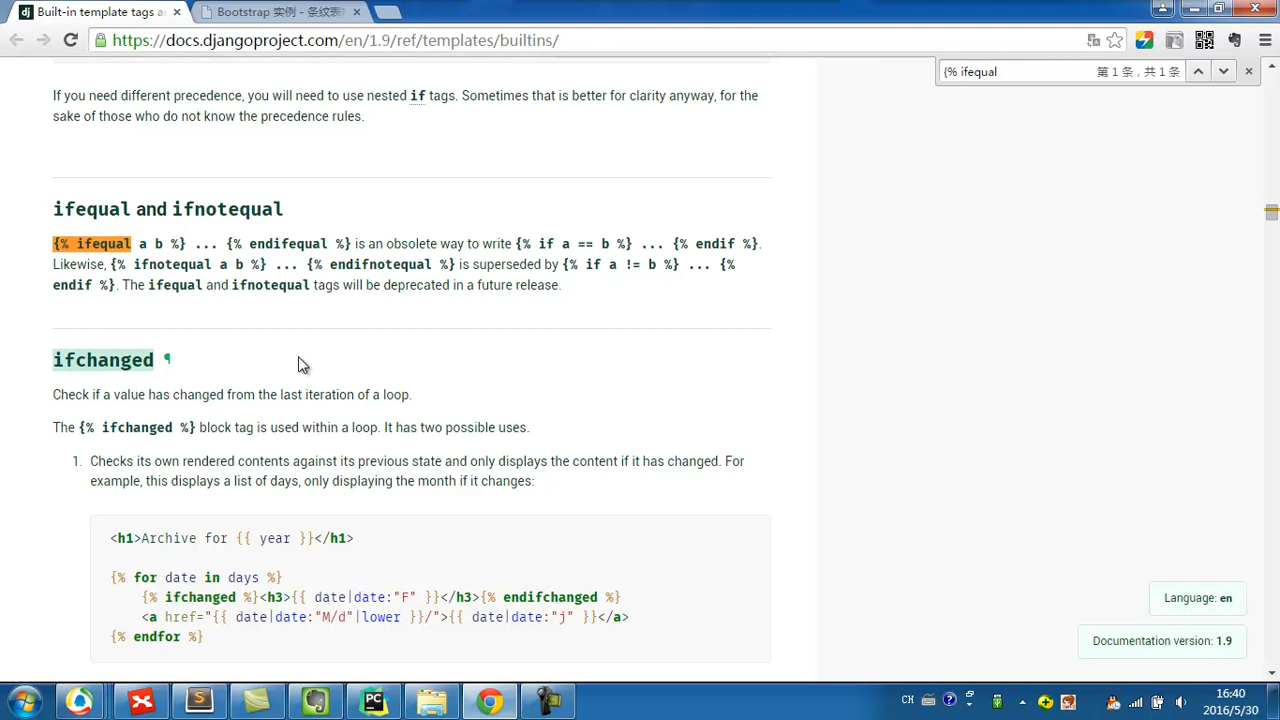 Built-in template tags a
Bootstrap 实例 - 条纹表
https://docs.djangoproject.com/en/1.9/ref/templates/builtins/
{% ifequal
第 1 条，共 1 条
If you need different precedence, you will need to use nested if tags. Sometimes that is better for clarity anyway, for the
sake of those who do not know the precedence rules.
ifequal and ifnotequal
{% ifequal a b %} ... {% endifequal %} is an obsolete way to write {% if a == b %} ... {% endif %}.
Likewise, {% ifnotequal a b %} ... {% endifnotequal %} is superseded by {% if a != b %} ... {%
endif %}. The ifequal and ifnotequal tags will be deprecated in a future release.
ifchanged ¶
Check if a value has changed from the last iteration of a loop.
The {% ifchanged %} block tag is used within a loop. It has two possible uses.
1. Checks its own rendered contents against its previous state and only displays the content if it has changed. For
example, this displays a list of days, only displaying the month if it changes:
<h1>Archive for {{ year }}</h1>
{% for date in days %}
{% ifchanged %}<h3>{{ date|date:"F" }}</h3>{% endifchanged %}
<a href="{{ date|date:"M/d"|lower }}/">{{ date|date:"j" }}</a>
{% endfor %}
Language: en
Documentation version: 1.9
CH
16:40
2016/5/30